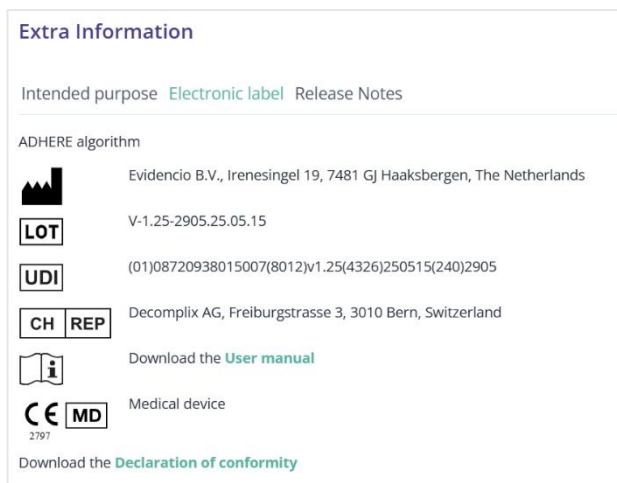 Extra Information
Intended purpose Electronic label Release Notes
ADHERE algorithm
Evidencio B.V., Irenesingel 19, 7481 GJ Haaksbergen, The Netherlands
LOT V-1.25-2905.25.05.15
UDI (01)08720938015007(8012)v1.25(4326)250515(240)2905
CH REP Decomplix AG, Freiburgstrasse 3, 3010 Bern, Switzerland
i Download the User manual
CE MD Medical device
2797
Download the Declaration of conformity